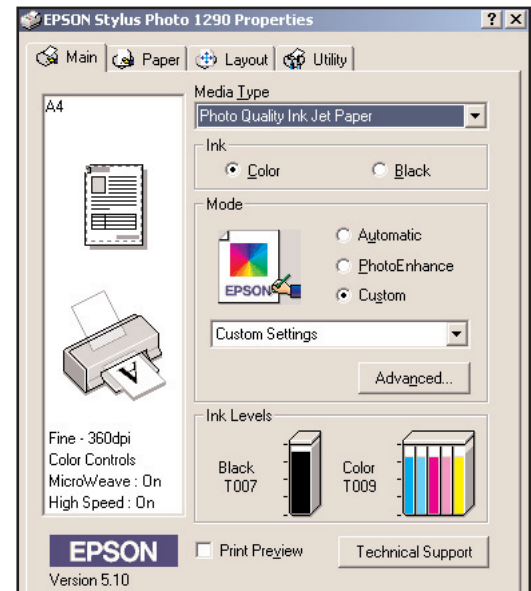 EPSON Stylus Photo 1290 Properties
Main
Paper
Layout
Utility
A4
Media Type
Photo Quality Ink Jet Paper
Ink
Color
Black
Mode
EPSON
Automatic
PhotoEnhance
Custom
Custom Settings
Advanced...
A
Fine - 360dpi
Color Controls
MicroWeave : On
High Speed : On
Ink Levels
Black
T007
Color
T009
EPSON
Version 5.10
Print Preview
Technical Support